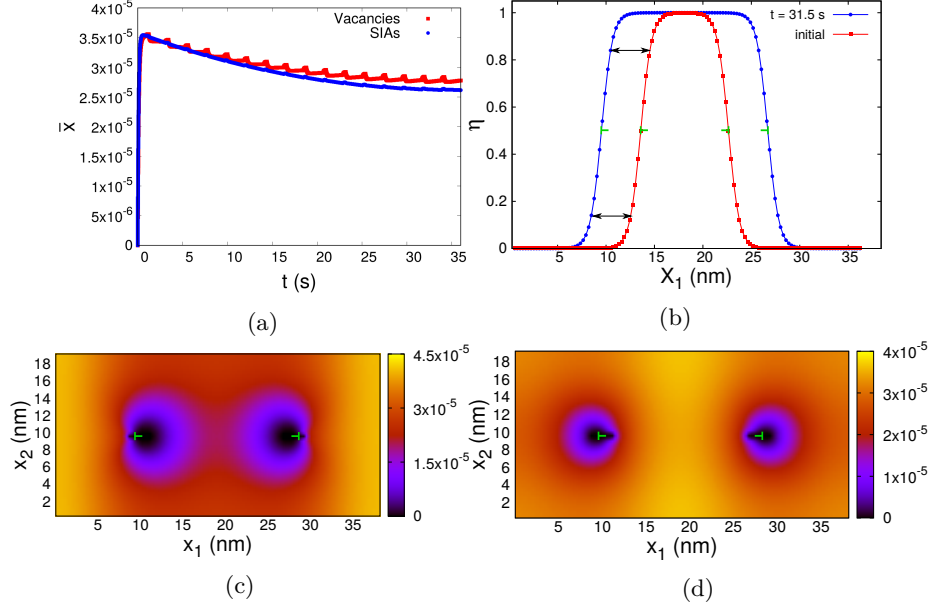 4x10⁻⁵
3.5x10⁻⁵
3x10⁻⁵
2.5x10⁻⁵
2x10⁻⁵
1.5x10⁻⁵
1x10⁻⁵
5x10⁻⁶
0
x̅
Vacancies
SIAs
0 5 10 15 20 25 30 35
t (s)
(a)
1
0.8
0.6
0.4
0.2
0
η
t = 31.5 s
initial
5 10 15 20 25 30 35
X₁ (nm)
(b)
18
16
14
12
10
8
6
4
2
x₂ (nm)
5 10 15 20 25 30 35
x₁ (nm)
4.5x10⁻⁵
3x10⁻⁵
1.5x10⁻⁵
0
(c)
18
16
14
12
10
8
6
4
2
x₂ (nm)
5 10 15 20 25 30 35
x₁ (nm)
4x10⁻⁵
3x10⁻⁵
2x10⁻⁵
1x10⁻⁵
0
(d)